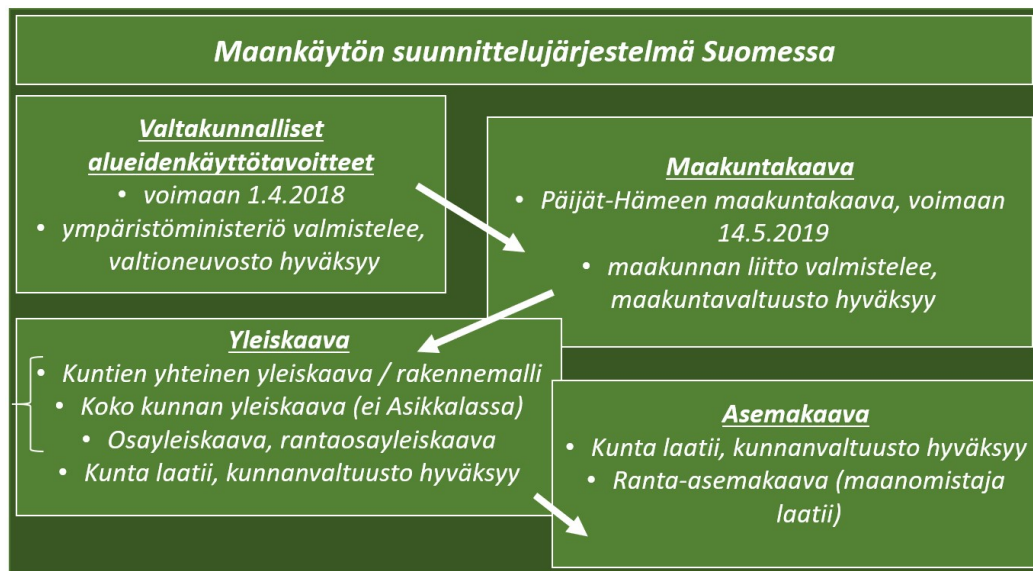 Maankäytön suunnittelujärjestelmä Suomessa
Valtakunnalliset
alueidenkäyttötavoitteet
• voimaan 1.4.2018
• ympäristöministeriö valmistelee,
valtioneuvosto hyväksyy
Maakuntakaava
• Päijät-Hämeen maakuntakaava, voimaan
14.5.2019
• maakunnan liitto valmistelee,
maakuntavaltuusto hyväksyy
Yleiskaava
• Kuntien yhteinen yleiskaava / rakennemalli
• Koko kunnan yleiskaava (ei Asikkalassa)
• Osayleiskaava, rantaosayleiskaava
• Kunta laatii, kunnanvaltuusto hyväksyy
Asemakaava
• Kunta laatii, kunnanvaltuusto hyväksyy
• Ranta-asemakaava (maanomistaja
laatii)